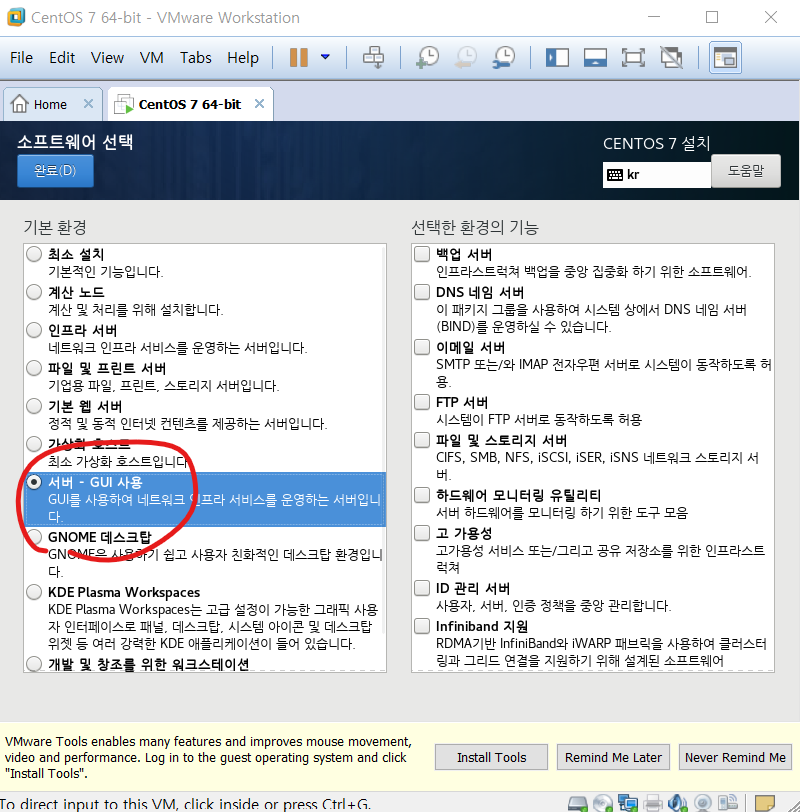 CentOS 7 64-bit - VMware Workstation
File Edit View VM Tabs Help
Home CentOS 7 64-bit
소프트웨어 선택
CENTOS 7 설치
완료(D)
kr
도움말
기본 환경
최소 설치
기본적인 기능입니다.
계산 노드
계산 및 처리를 위해 설치합니다.
인프라 서버
네트워크 인프라 서비스를 운영하는 서버입니다.
파일 및 프린트 서버
기업용 파일, 프린트, 스토리지 서버입니다.
기본 웹 서버
정적 및 동적 인터넷 컨텐츠를 제공하는 서버입니다.
가상화 호스트
최소 가상화 호스트입니다
서버 - GUI 사용
GUI를 사용하여 네트워크 인프라 서비스를 운영하는 서버입니
다.
GNOME 데스크탑
GNOME은 사용하기 쉽고 사용자 친화적인 데스크탑 환경입니
다.
KDE Plasma Workspaces
KDE Plasma Workspaces는 고급 설정이 가능한 그래픽 사용
자 인터페이스로 패널, 데스크탑, 시스템 아이콘 및 데스크탑
위젯 등 여러 강력한 KDE 애플리케이션이 들어 있습니다.
개발 및 창조를 위한 워크스테이션
선택한 환경의 기능
백업 서버
인프라스트럭쳐 백업을 중앙 집중화 하기 위한 소프트웨어.
DNS 네임 서버
이 패키지 그룹을 사용하여 시스템 상에서 DNS 네임 서버
(BIND)를 운영하실 수 있습니다.
이메일 서버
SMTP 또는/와 IMAP 전자우편 서버로 시스템이 동작하도록 허
용.
FTP 서버
시스템이 FTP 서버로 동작하도록 허용
파일 및 스토리지 서버
CIFS, SMB, NFS, iSCSI, iSER, iSNS 네트워크 스토리지 서
버.
하드웨어 모니터링 유틸리티
서버 하드웨어를 모니터링 하기 위한 도구 모음
고 가용성
고가용성 서비스 또는/그리고 공유 저장소를 위한 인프라스트
럭쳐
ID 관리 서버
사용자, 서버, 인증 정책을 중앙 관리합니다.
Infiniband 지원
RDMA기반 InfiniBand와 iWARP 패브릭을 사용하여 클러스터
링과 그리드 연결을 지원하기 위해 설계된 소프트웨어
VMware Tools enables many features and improves mouse movement,
video and performance. Log in to the guest operating system and click
"Install Tools".
Install Tools Remind Me Later Never Remind Me
To direct input to this VM, click inside or press Ctrl+G.